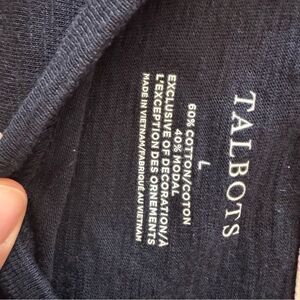 TALBOTS
L
60% COTTON/COTON
40% MODAL
EXCLUSIVE OF DECORATION/A
L'EXCEPTION DES ORNEMENTS
MADE IN VIETNAM/FABRIQUÉ AU VIETNAM